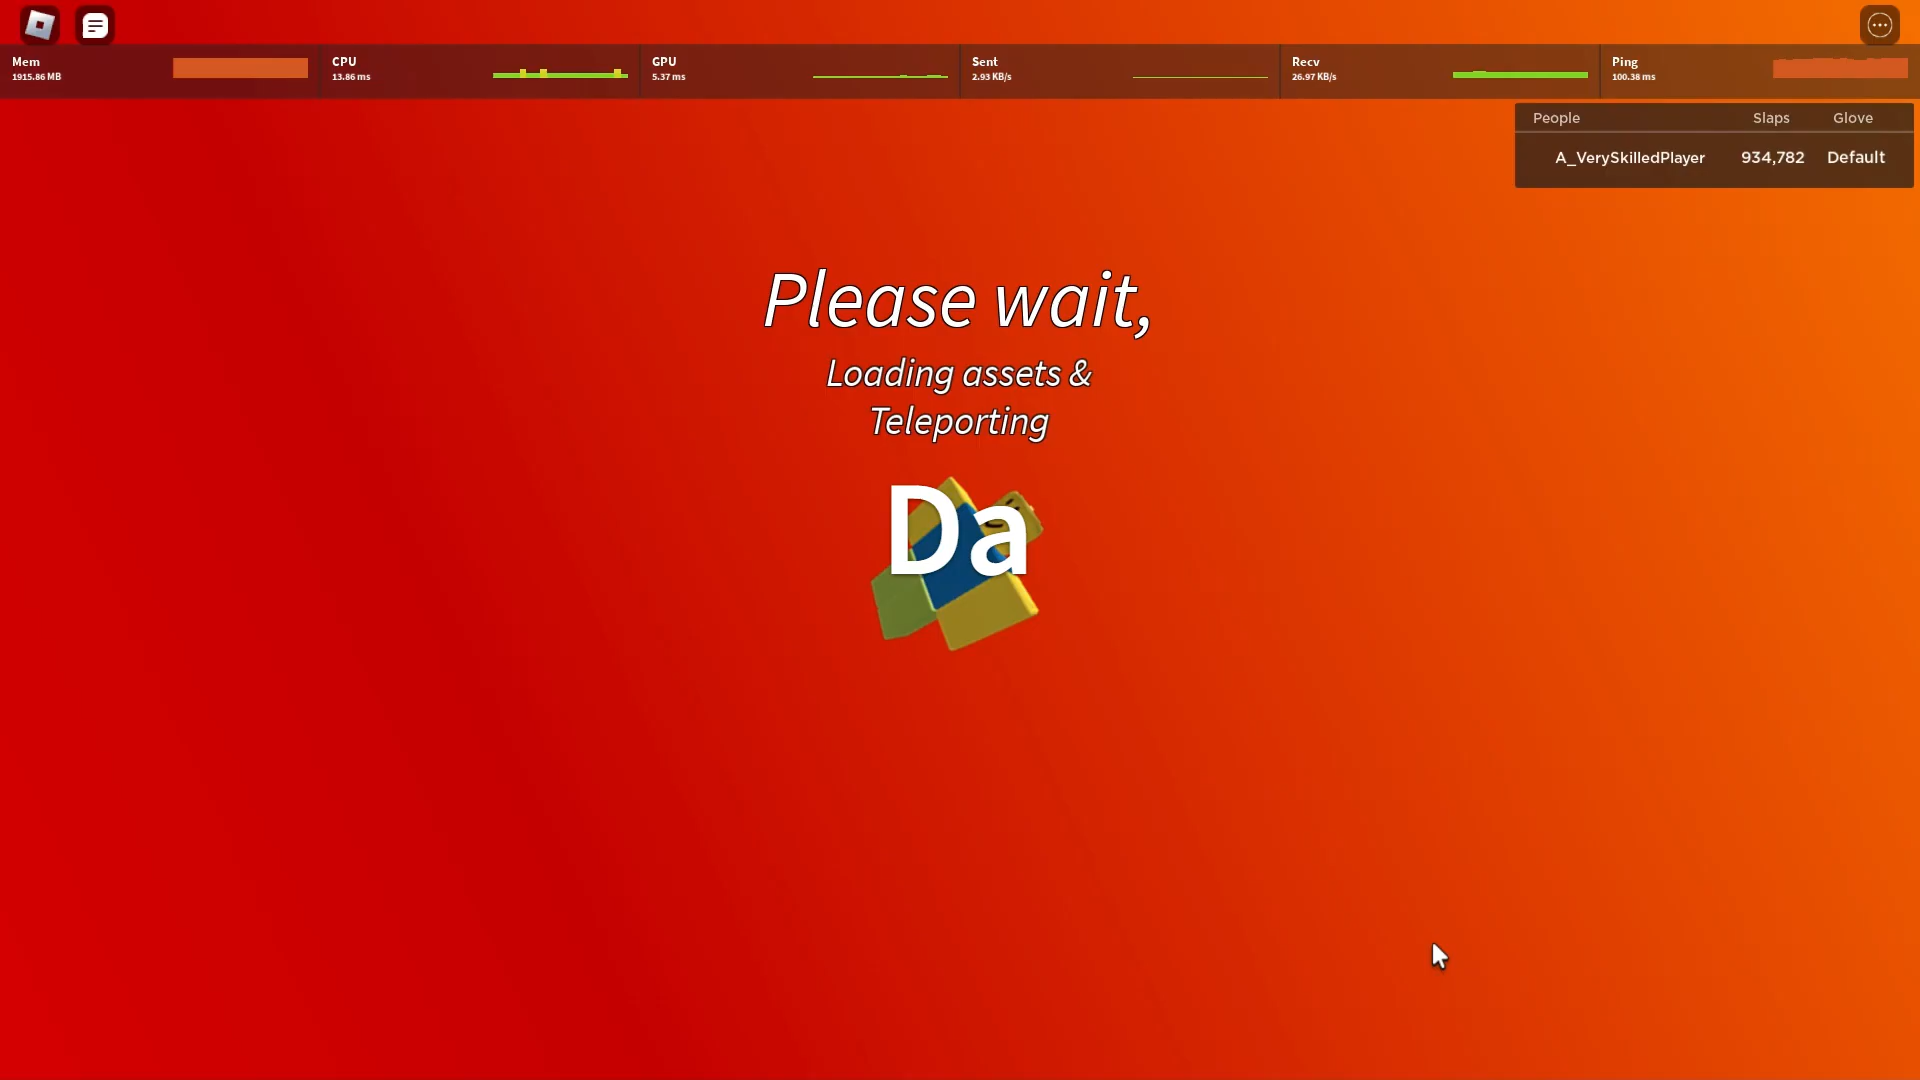 Mem
1915.86 MB
CPU
13.86 ms
GPU
5.37 ms
Sent
2.93 KB/s
Recv
26.97 KB/s
Ping
100.38 ms
People Slaps Glove
A_VerySkilledPlayer 934,782 Default
Please wait,
Loading assets &
Teleporting
Da